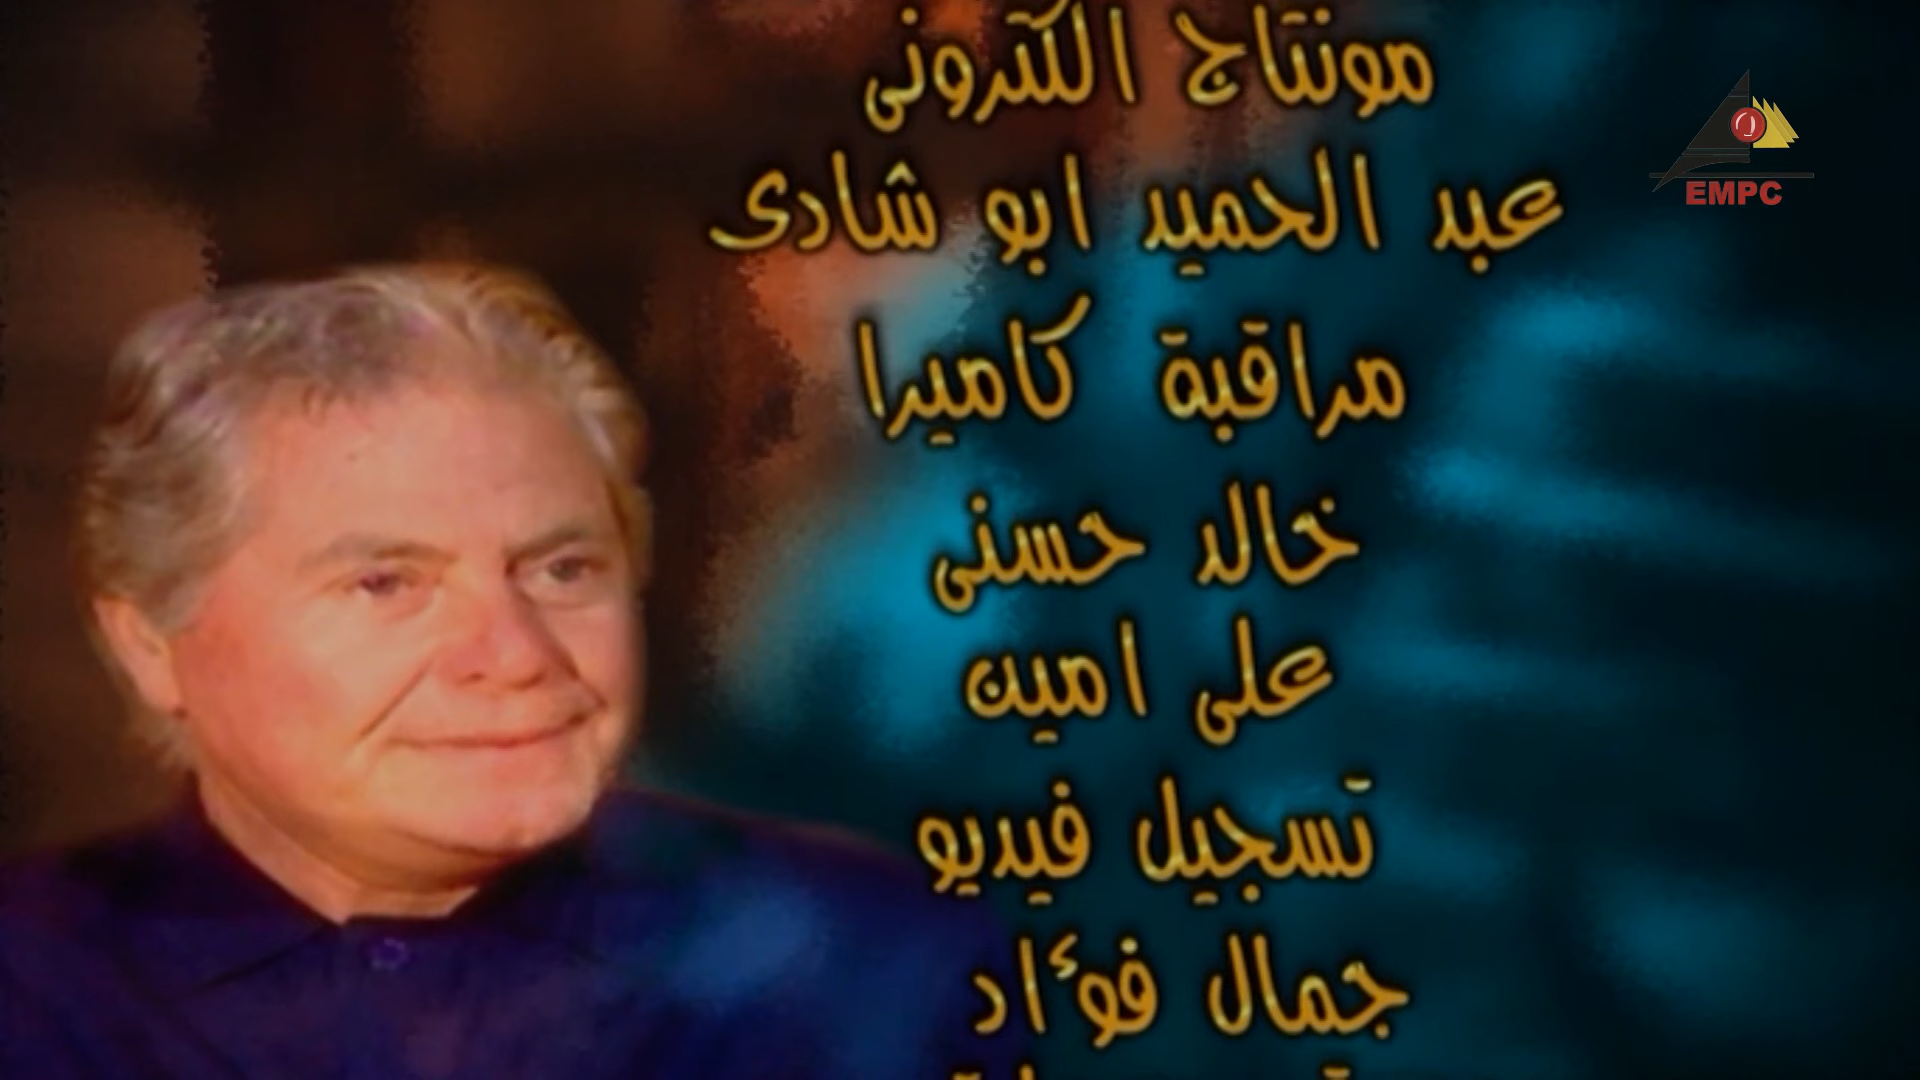 مونتاج الكترونى
EMPC
عبد الحميد ابو شادى
مراقبة كاميرا
خالد حسنى
على امين
تسجيل فيديو
جمال فؤاد